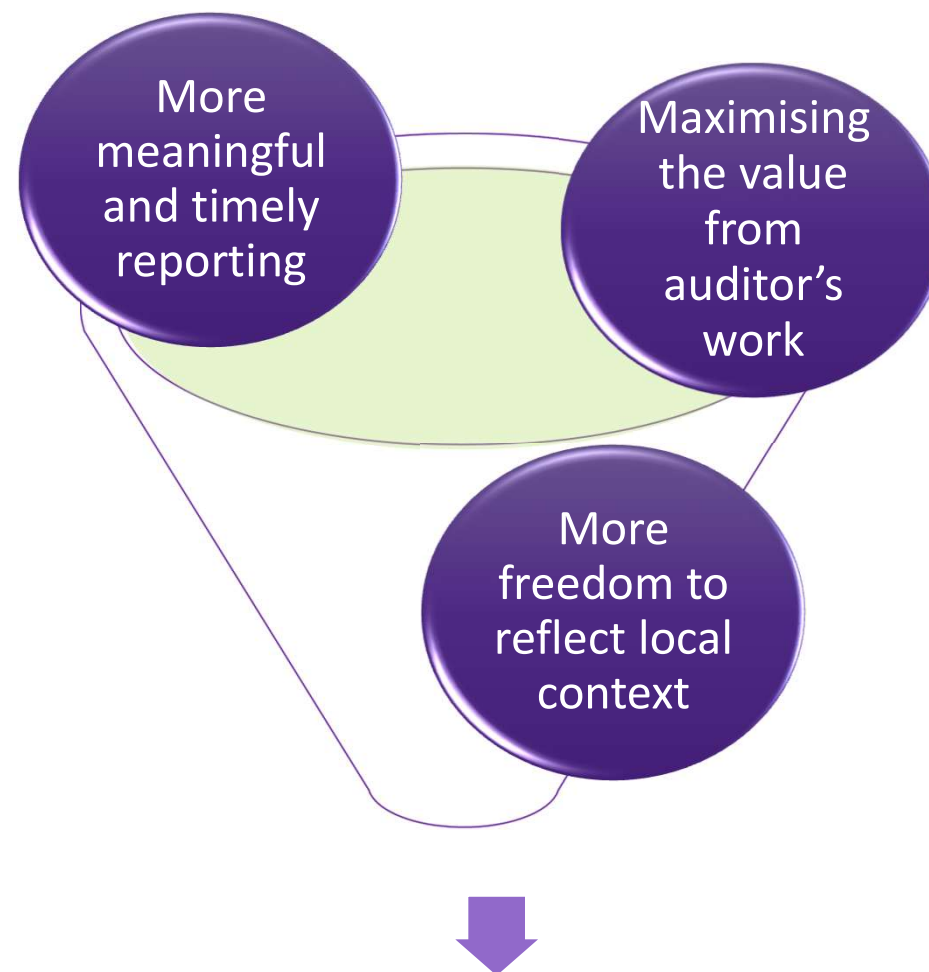 More
meaningful
and timely
reporting
Maximising
the value
from
auditor’s
work
More
freedom to
reflect local
context